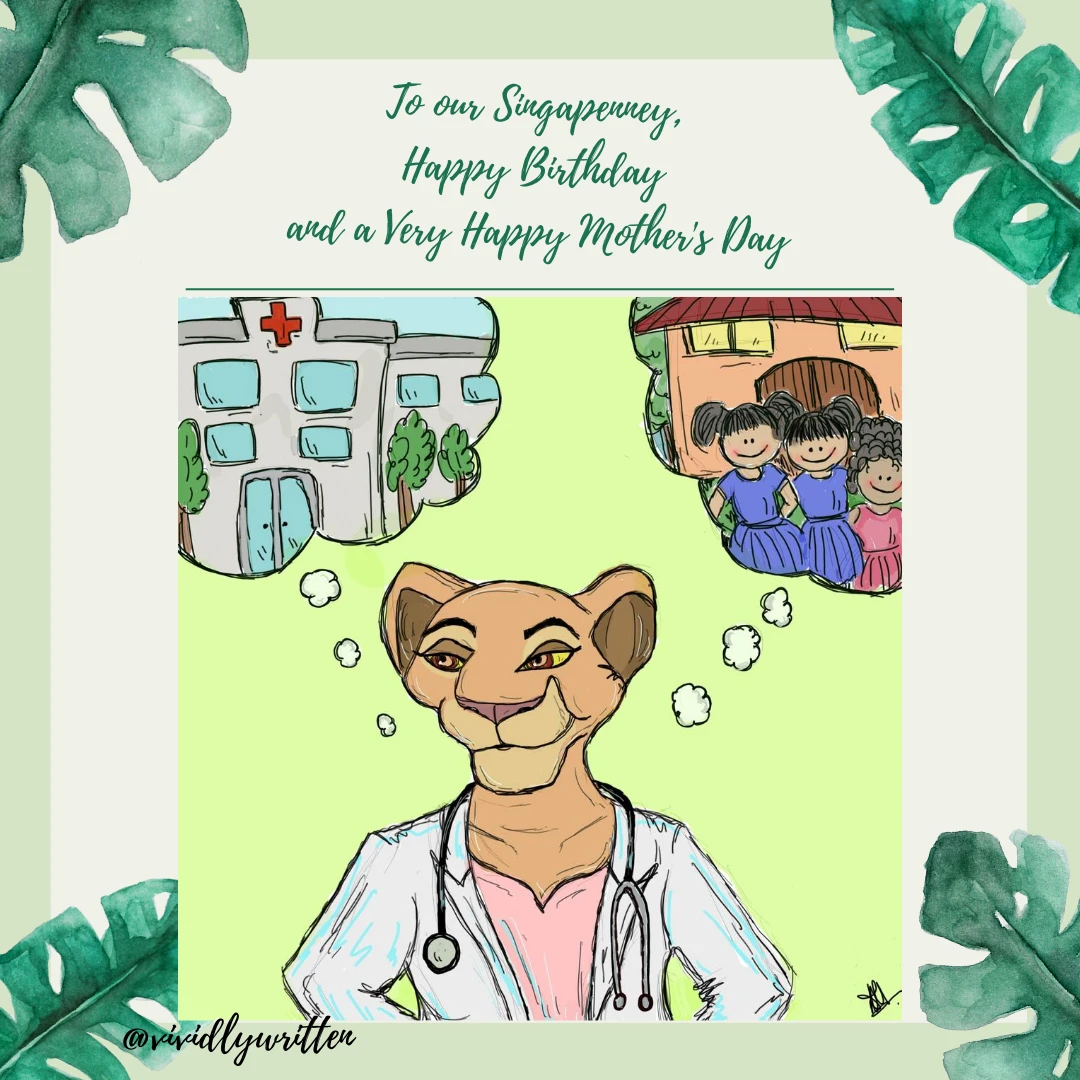 To our Singapenney,
Happy Birthday
and a Very Happy Mother's Day
@vividlywritten